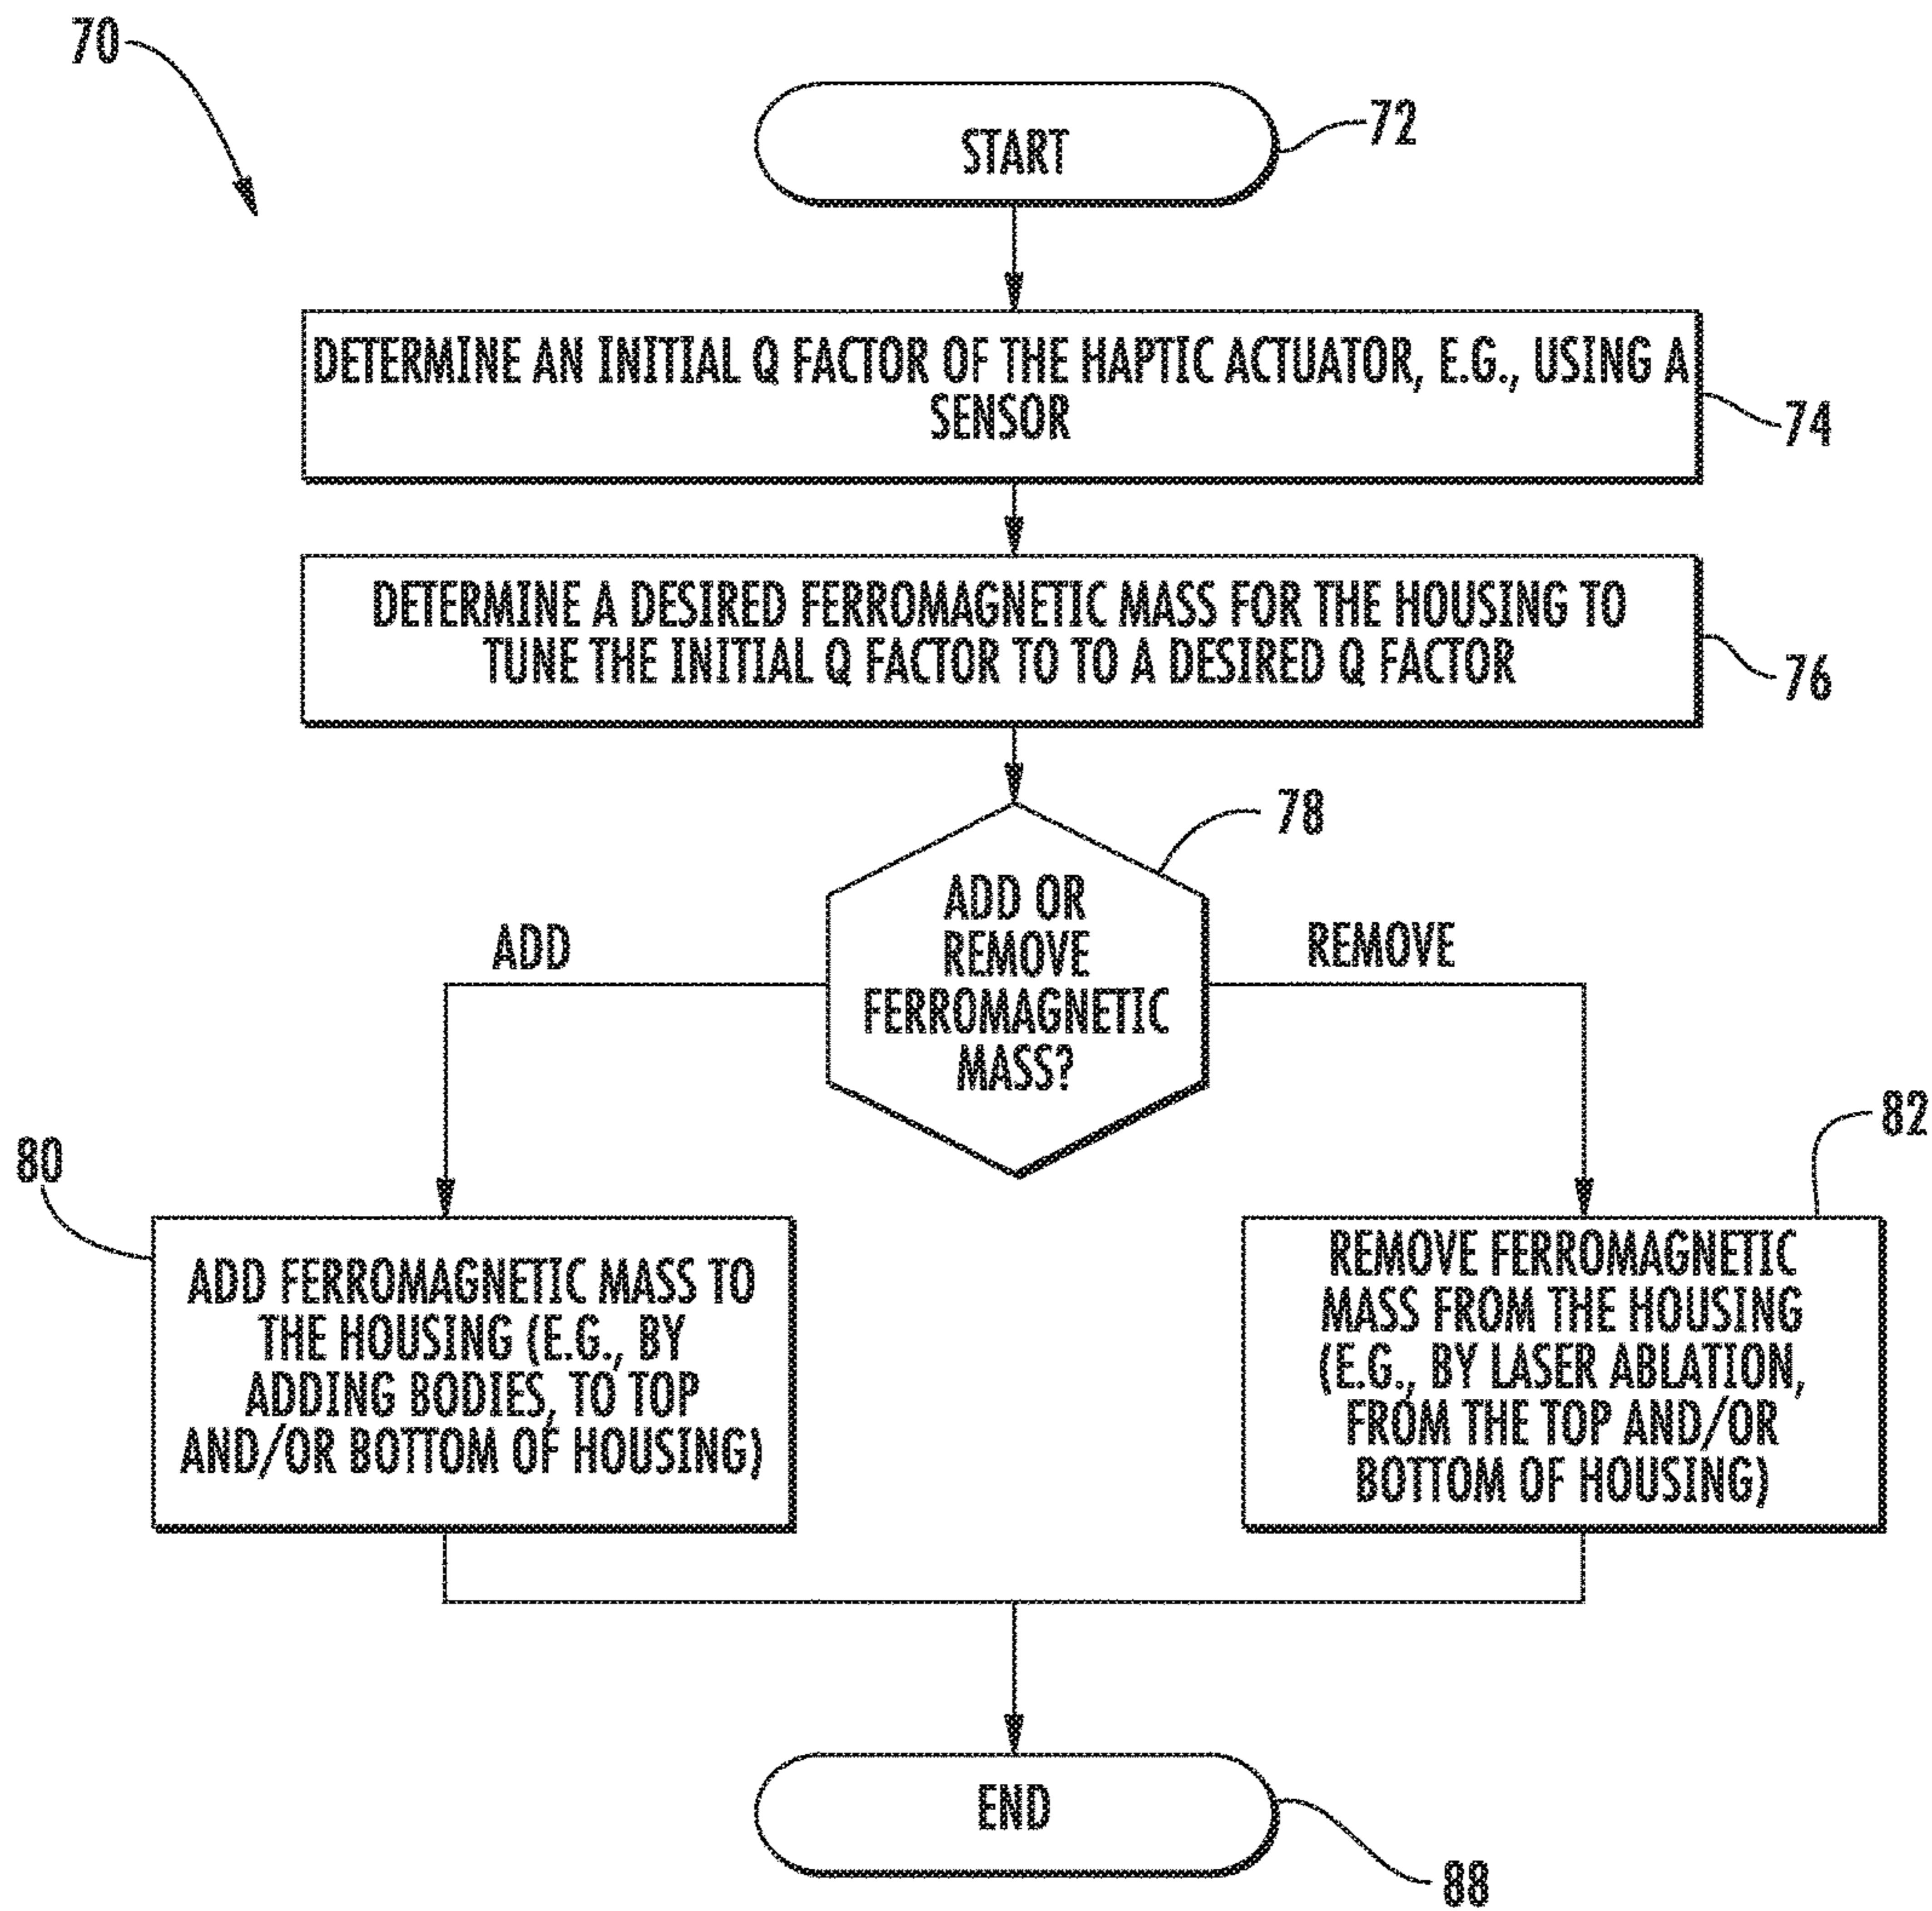 70
START
72
DETERMINE AN INITIAL Q FACTOR OF THE HAPTIC ACTUATOR, E.G., USING A
SENSOR
74
DETERMINE A DESIRED FERROMAGNETIC MASS FOR THE HOUSING TO
TUNE THE INITIAL Q FACTOR TO TO A DESIRED Q FACTOR
76
78
ADD OR
REMOVE
FERROMAGNETIC
MASS?
ADD
REMOVE
80
ADD FERROMAGNETIC MASS TO
THE HOUSING (E.G., BY
ADDING BODIES, TO TOP
AND/OR BOTTOM OF HOUSING)
82
REMOVE FERROMAGNETIC
MASS FROM THE HOUSING
(E.G., BY LASER ABLATION,
FROM THE TOP AND/OR
BOTTOM OF HOUSING)
END
88